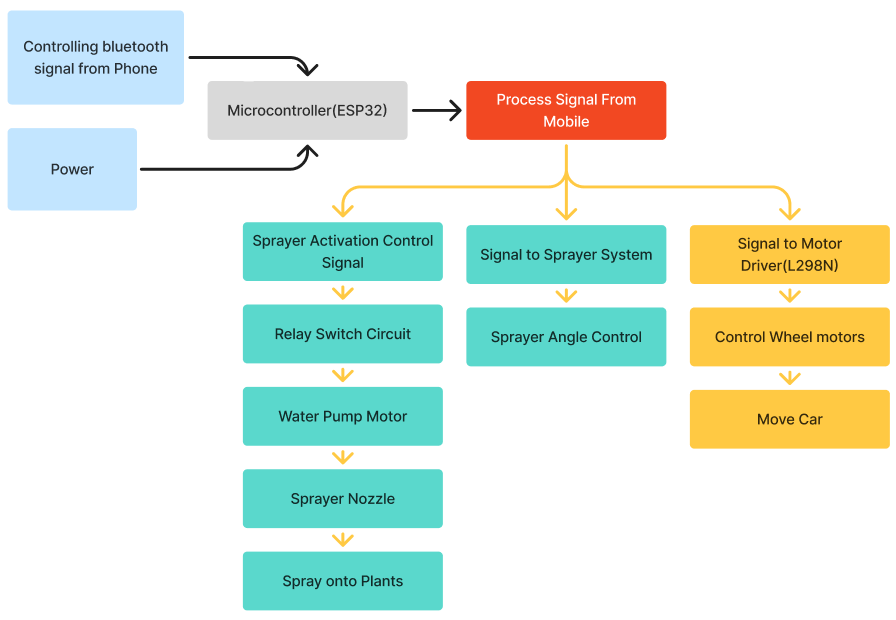 Controlling bluetooth
signal from Phone
Microcontroller(ESP32)
Process Signal From
Mobile
Power
Sprayer Activation Control
Signal
Signal to Sprayer System
Signal to Motor
Driver(L298N)
Relay Switch Circuit
Sprayer Angle Control
Control Wheel motors
Water Pump Motor
Move Car
Sprayer Nozzle
Spray onto Plants